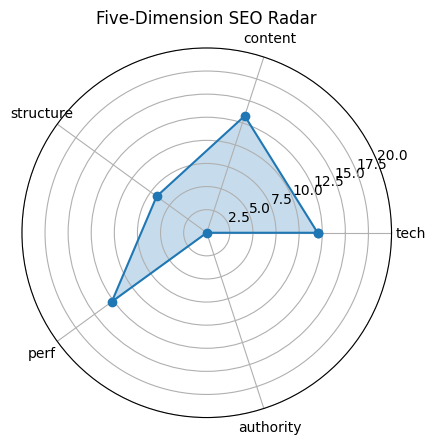 Five-Dimension SEO Radar
content
structure
20.0
17.5
15.0
12.5
10.0
7.5
5.0
2.5
tech
perf
authority